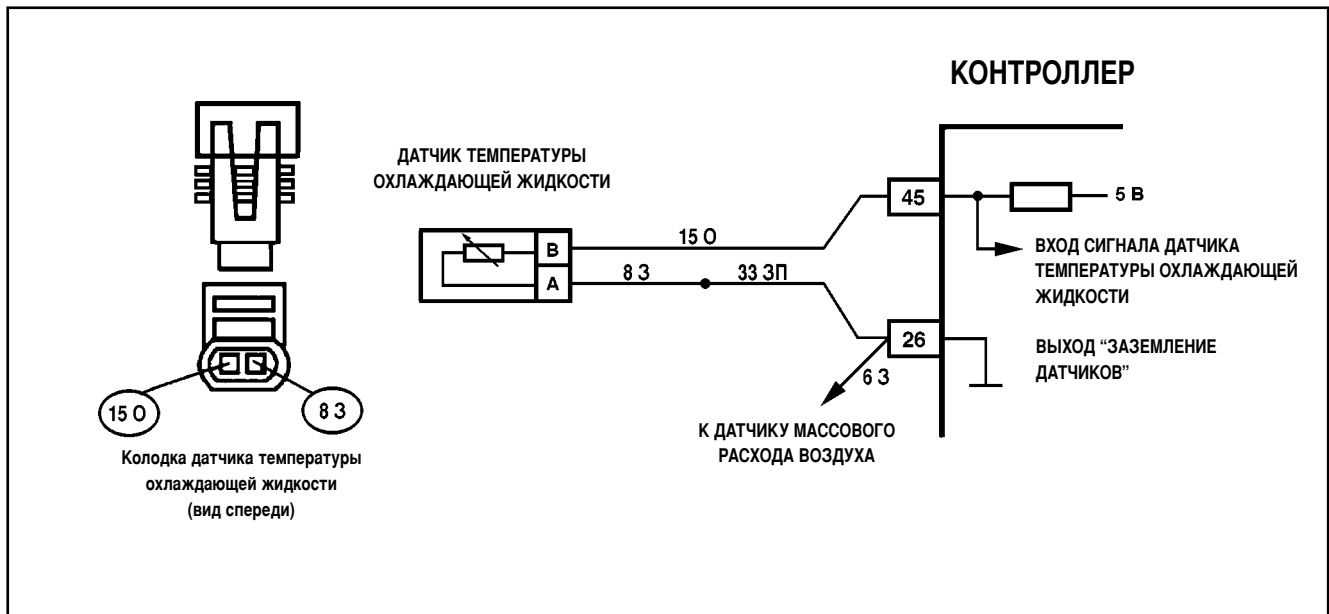 КОНТРОЛЛЕР
ДАТЧИК ТЕМПЕРАТУРЫ
ОХЛАЖДАЮЩЕЙ ЖИДКОСТИ
B
A
15 О
8 З
33 ЗП
45
5 В
ВХОД СИГНАЛА ДАТЧИКА
ТЕМПЕРАТУРЫ ОХЛАЖДАЮЩЕЙ
ЖИДКОСТИ
26
ВЫХОД “ЗАЗЕМЛЕНИЕ
ДАТЧИКОВ”
6 З
К ДАТЧИКУ МАССОВОГО
РАСХОДА ВОЗДУХА
15 О
8 З
Колодка датчика температуры
охлаждающей жидкости
(вид спереди)